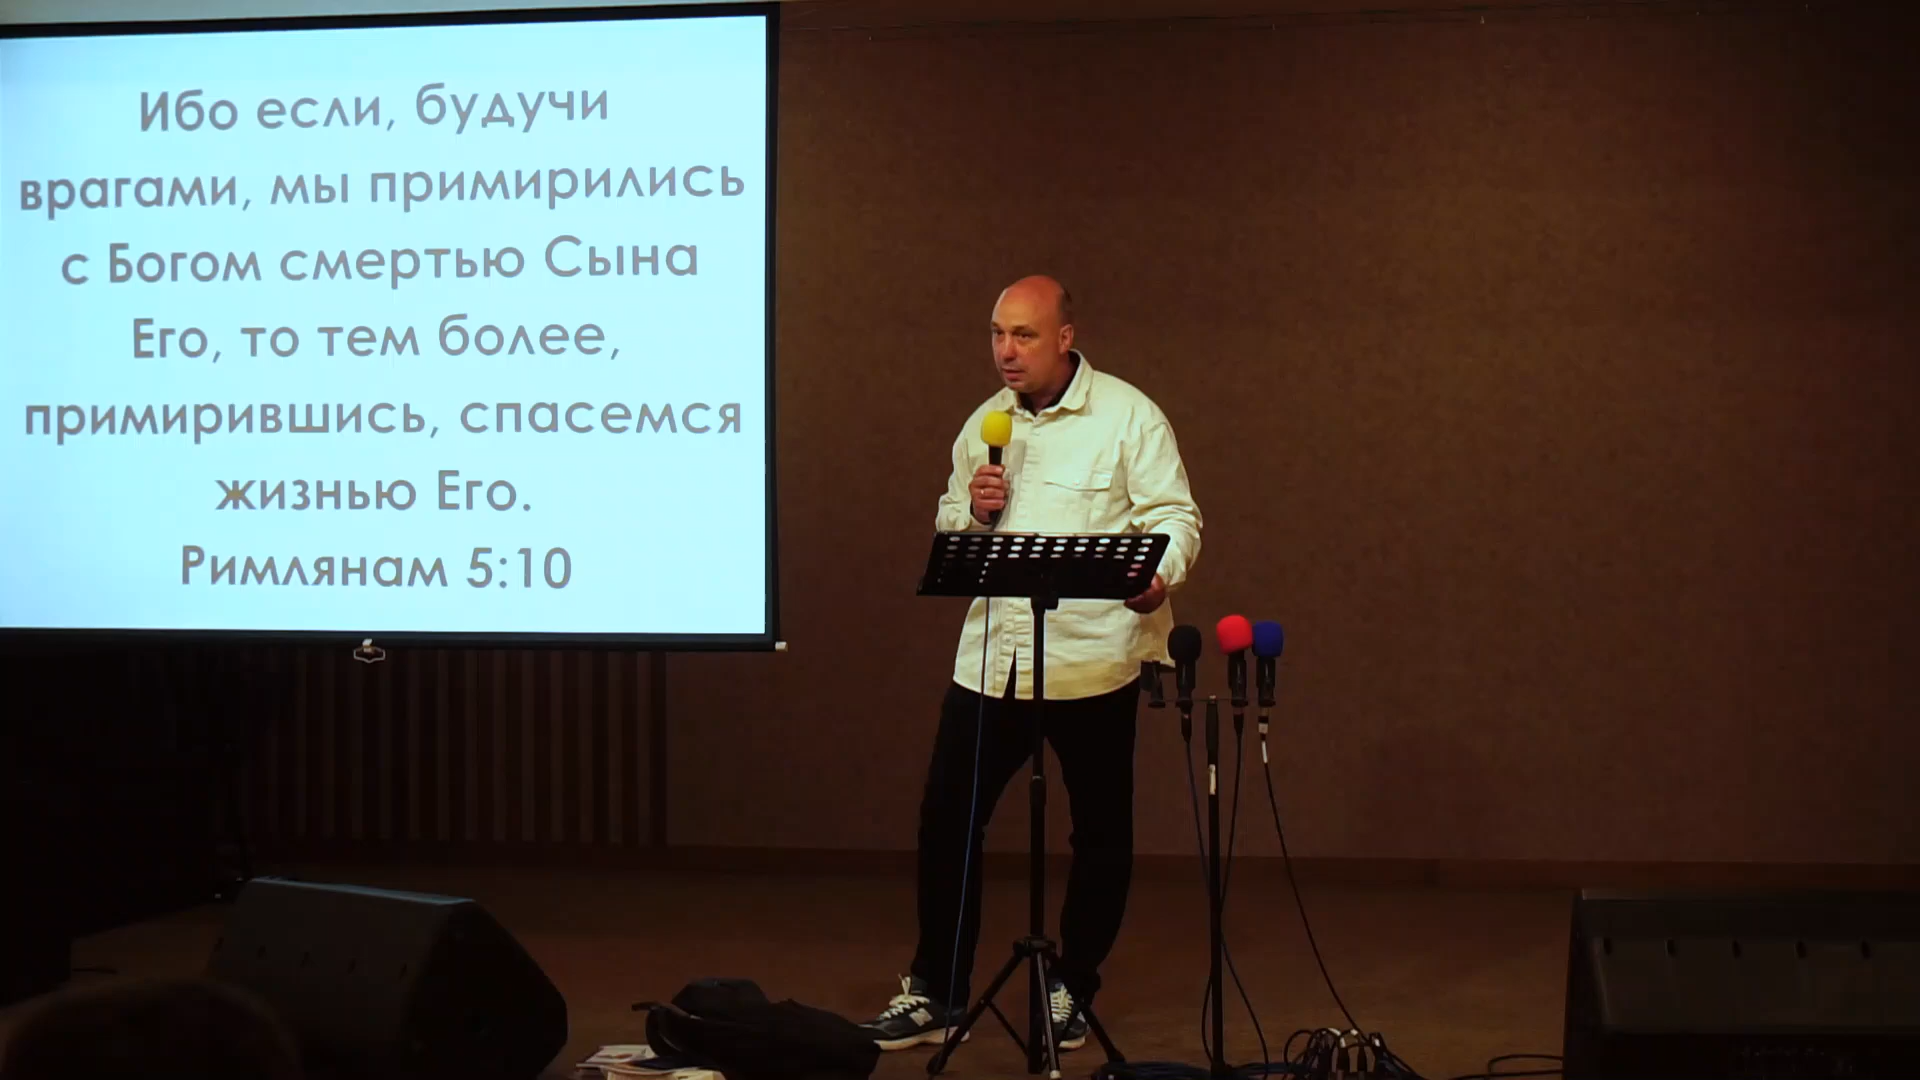 Ибо если, будучи
врагами, мы примирились
с Богом смертью Сына
Его, то тем более,
примирившись, спасемся
жизнью Его.
Римлянам 5:10